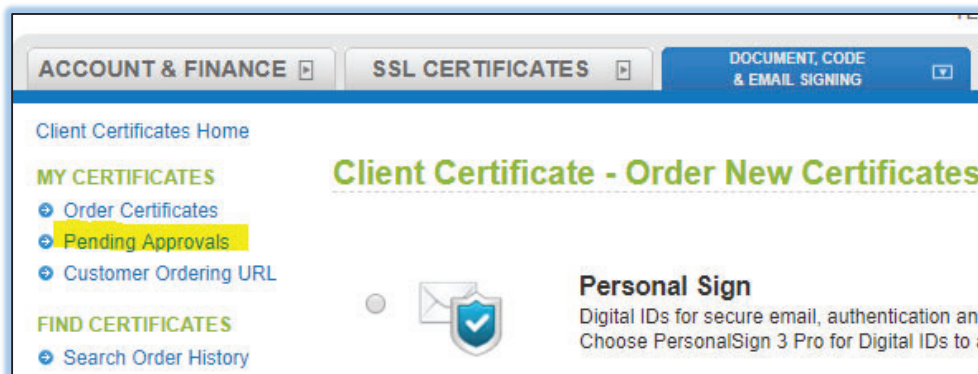 ACCOUNT & FINANCE
SSL CERTIFICATES
DOCUMENT, CODE
& EMAIL SIGNING
Client Certificates Home
MY CERTIFICATES
Order Certificates
Pending Approvals
Customer Ordering URL
FIND CERTIFICATES
Search Order History
Client Certificate - Order New Certificates
Personal Sign
Digital IDs for secure email, authentication an
Choose PersonalSign 3 Pro for Digital IDs to